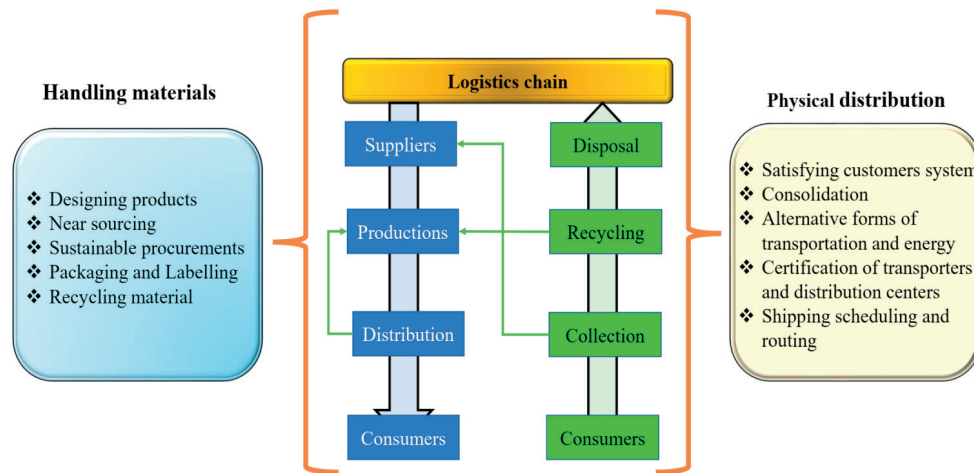 Handling materials
❖ Designing products
❖ Near sourcing
❖ Sustainable procurements
❖ Packaging and Labelling
❖ Recycling material
Logistics chain
Suppliers
Productions
Distribution
Consumers
Disposal
Recycling
Collection
Consumers
Physical distribution
❖ Satisfying customers system
❖ Consolidation
❖ Alternative forms of
transportation and energy
❖ Certification of transporters
and distribution centers
❖ Shipping scheduling and
routing